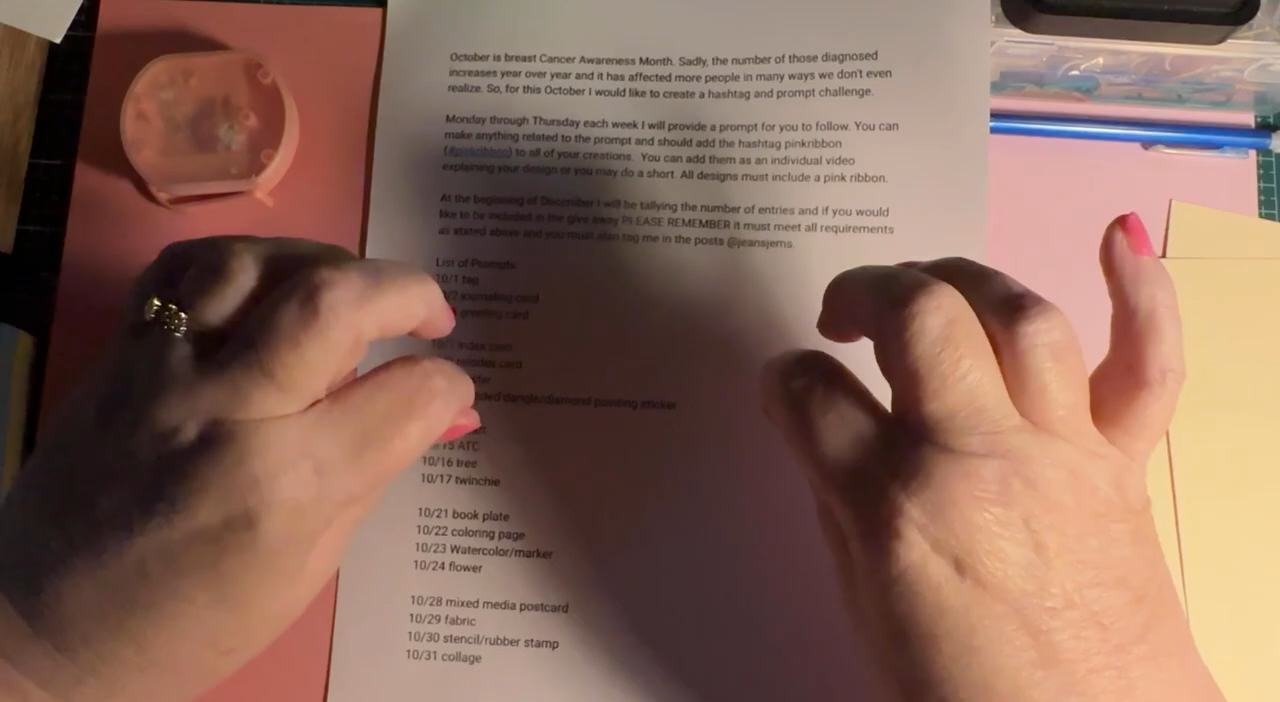 October is breast Cancer Awareness Month. Sadly, the number of those diagnosed
increases year over year and it has affected more people in many ways we don't even
realize. So, for this October I would like to create a hashtag and prompt challenge.
Monday through Thursday each week I will provide a prompt for you to follow. You can
make anything related to the prompt and should add the hashtag pinkribbon
(#pinkribbon) to all of your creations. You can add them as an individual video
explaining your design or you may do a short. All designs must include a pink ribbon.
At the beginning of December I will be tallying the number of entries and if you would
like to be included in the give away PLEASE REMEMBER it must meet all requirements
as stated above and you must also tag me in the posts @jeansjems.
List of Prompts
10/1 tag
journaling card
greeting card
index card
rolodex card
dangle/diamond painting sticker
15 ATC
10/16 tree
10/17 twinchie
10/21 book plate
10/22 coloring page
10/23 Watercolor/marker
10/24 flower
10/28 mixed media postcard
10/29 fabric
10/30 stencil/rubber stamp
10/31 collage